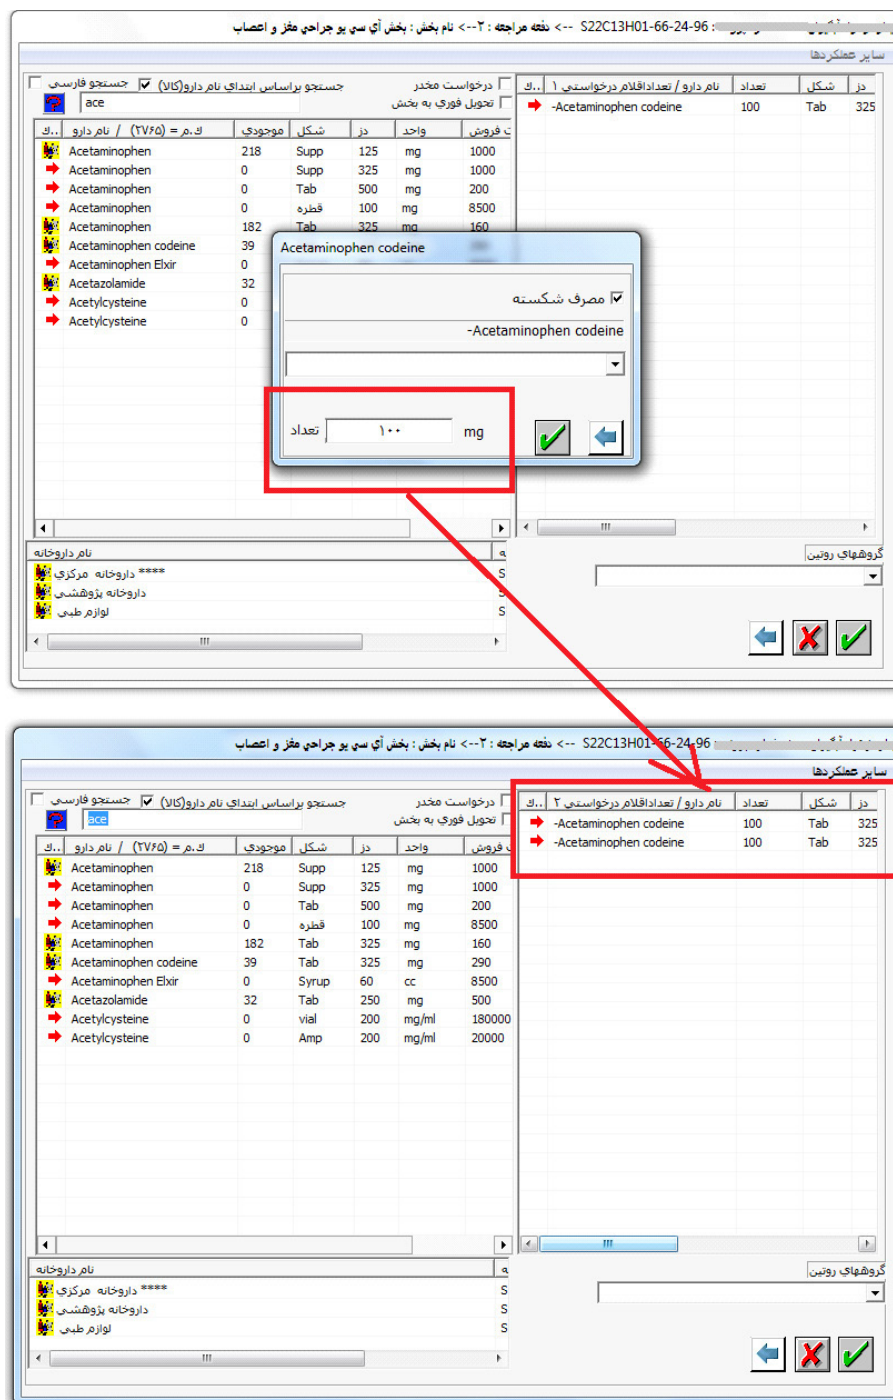 S22C13H01-66-24-96 --> دفعه مراجعه : ۲--> نام بخش : بخش آي سي يو جراحي مغز و اعصاب
ساير عملكردها
درخواست مخدر
جستجو براساس ابتداي نام دارو(کالا)
جستجو فارسي
تحويل فوري به بخش
ace
ك.. نام دارو / تعداداقلام درخواستي ۱ تعداد شكل دز
-Acetaminophen codeine 100 Tab 325
ك.. ك.م = (۲۷۶۵) / نام دارو موجودي شكل دز واحد ت فروش
Acetaminophen 218 Supp 125 mg 1000
Acetaminophen 0 Supp 325 mg 1000
Acetaminophen 0 Tab 500 mg 200
Acetaminophen 0 قطره 100 mg 8500
Acetaminophen 182 Tab 325 mg 160
Acetaminophen codeine 39
Acetaminophen Elxir 0
Acetazolamide 32
Acetylcysteine 0
Acetylcysteine 0
Acetaminophen codeine
مصرف شكسته
-Acetaminophen codeine
تعداد ۱۰۰ mg
نام داروخانه
**** داروخانه مركزي S
داروخانه پژوهشي
لوازم طبي S
گروههاي روتين
S22C13H01-66-24-96 --> دفعه مراجعه : ۲--> نام بخش : بخش آي سي يو جراحي مغز و اعصاب
ساير عملكردها
درخواست مخدر
جستجو براساس ابتداي نام دارو(کالا)
جستجو فارسي
تحويل فوري به بخش
ace
ك.. نام دارو / تعداداقلام درخواستي ۲ تعداد شكل دز
-Acetaminophen codeine 100 Tab 325
-Acetaminophen codeine 100 Tab 325
ك.. ك.م = (۲۷۶۵) / نام دارو موجودي شكل دز واحد ت فروش
Acetaminophen 218 Supp 125 mg 1000
Acetaminophen 0 Supp 325 mg 1000
Acetaminophen 0 Tab 500 mg 200
Acetaminophen 0 قطره 100 mg 8500
Acetaminophen 182 Tab 325 mg 160
Acetaminophen codeine 39 Tab 325 mg 290
Acetaminophen Elxir 0 Syrup 60 cc 8500
Acetazolamide 32 Tab 250 mg 500
Acetylcysteine 0 vial 200 mg/ml 180000
Acetylcysteine 0 Amp 200 mg/ml 20000
نام داروخانه
**** داروخانه مركزي S
داروخانه پژوهشي S
لوازم طبي S
گروههاي روتين